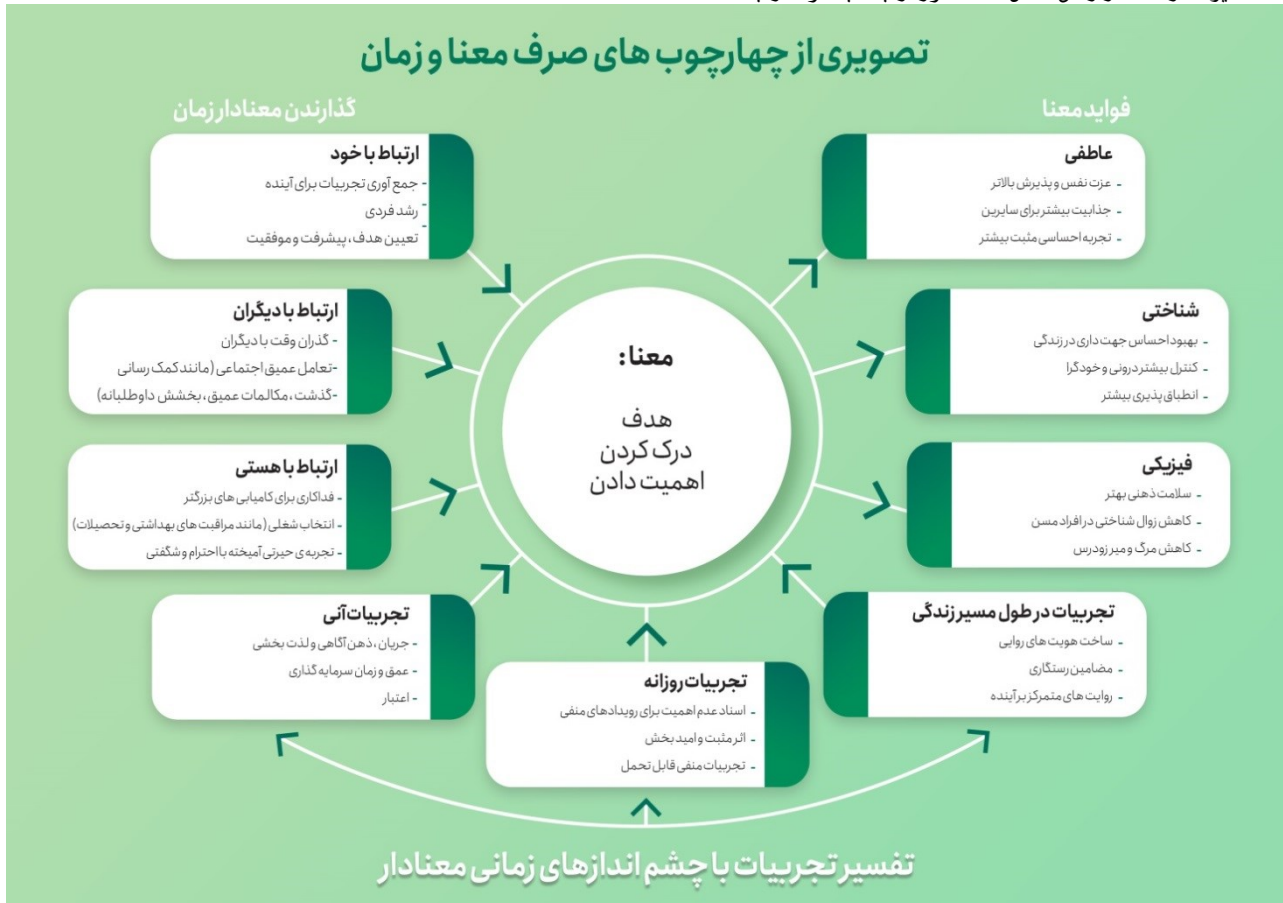 تصویری از چهارچوب های صرف معنا و زمان
فواید معنا
عاطفی
- عزت نفس و پذیرش بالاتر
- جذابیت بیشتر برای سایرین
- تجربه احساسی مثبت بیشتر
شناختی
- بهبود احساس جهت داری در زندگی
- کنترل بیشتر درونی و خودگرا
- انطباق پذیری بیشتر
فیزیکی
- سلامت ذهنی بهتر
- کاهش زوال شناختی در افراد مسن
- کاهش مرگ و میر زودرس
گذارندن معنادار زمان
ارتباط با خود
- جمع آوری تجربیات برای آینده
- رشد فردی
- تعیین هدف، پیشرفت و موفقیت
ارتباط با دیگران
- گذران وقت با دیگران
-تعامل عمیق اجتماعی (مانند کمک رسانی
-گذشت، مکالمات عمیق، بخشش داوطلبانه)
ارتباط با هستی
- فداکاری برای کامیابی های بزرگتر
- انتخاب شغلی (مانند مراقبت های بهداشتی و تحصیلات)
- تجربه‌ی حیرتی آمیخته با احترام و شگفتی
معنا:
هدف
درک کردن
اهمیت دادن
تجربیات در طول مسیر زندگی
- ساخت هویت های روایی
- مضامین رستگاری
- روایت های متمرکز بر آینده
تجربیات روزانه
- اسناد عدم اهمیت برای رویدادهای منفی
- اثر مثبت و امید بخش
- تجربیات منفی قابل تحمل
تجربیات آنی
- جریان، ذهن آگاهی و لذت بخشی
- عمق و زمان سرمایه گذاری
- اعتبار
تفسیر تجربیات با چشم اندازهای زمانی معنادار